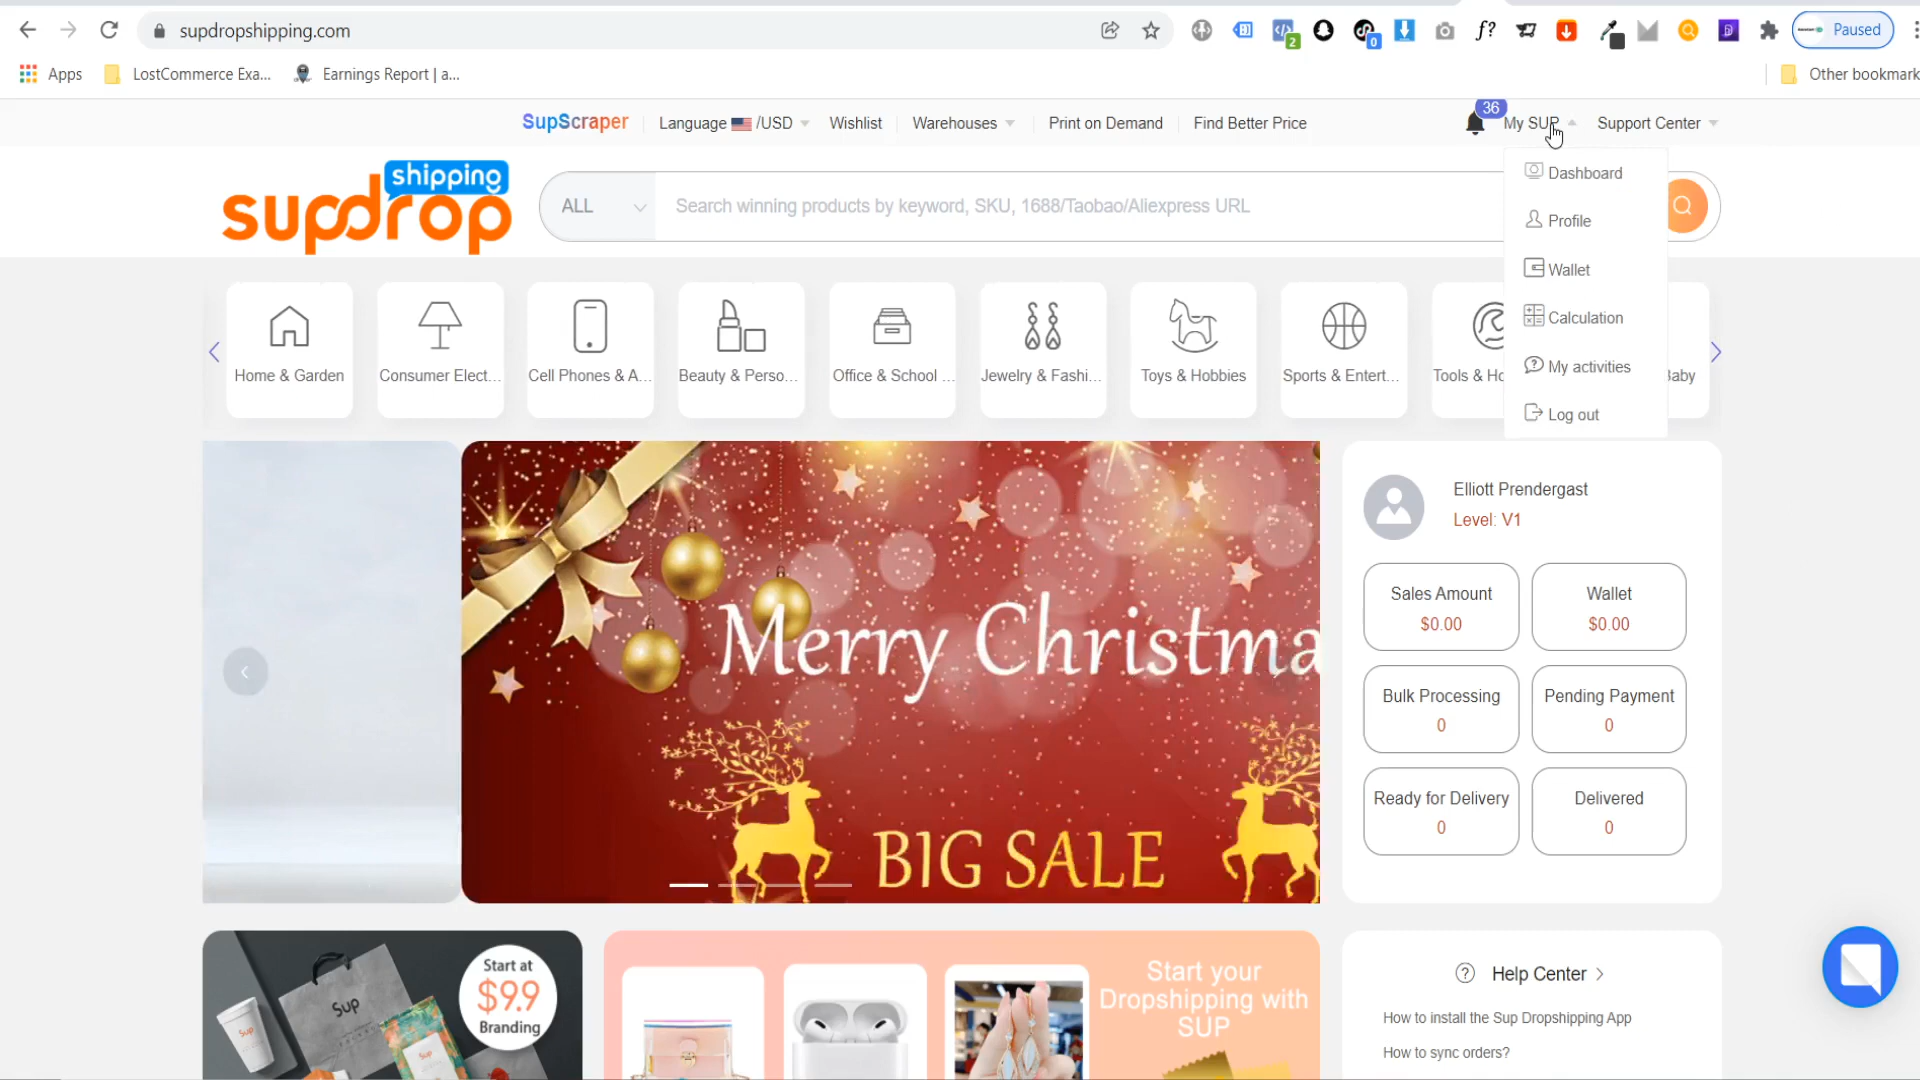 supdropshipping.com
2
0
f?
Paused
Apps
LostCommerce Exa...
Earnings Report | a...
Other bookmark
SupScraper
Language /USD
Wishlist
Warehouses
Print on Demand
Find Better Price
36
My SUP
Support Center
shipping
supdrop
ALL
Search winning products by keyword, SKU, 1688/Taobao/Aliexpress URL
Dashboard
Profile
Wallet
Calculation
My activities
Log out
Home & Garden
Consumer Elect...
Cell Phones & A...
Beauty & Perso...
Office & School ...
Jewelry & Fashi...
Toys & Hobbies
Sports & Entert...
Tools & Ho
Baby
Merry Christma
BIG SALE
Elliott Prendergast
Level: V1
Sales Amount
$0.00
Wallet
$0.00
Bulk Processing
0
Pending Payment
0
Ready for Delivery
0
Delivered
0
Start at
$9.9
Branding
Sup
Sup
Sup
Start your
Dropshipping with
SUP
Help Center
How to install the Sup Dropshipping App
How to sync orders?